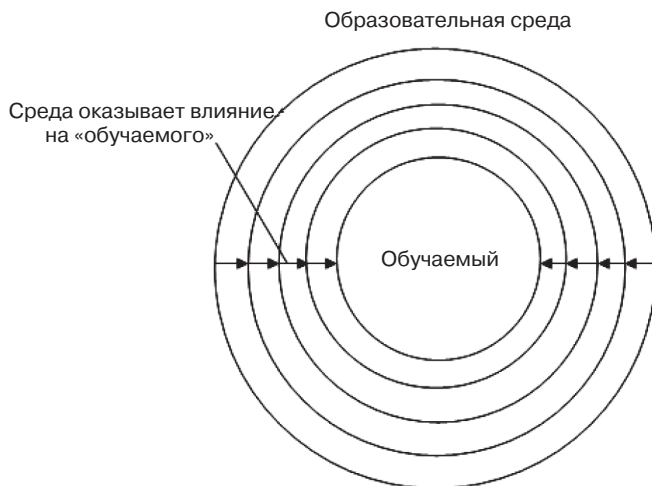 Образовательная среда
Среда оказывает влияние
на «обучаемого»
Обучаемый